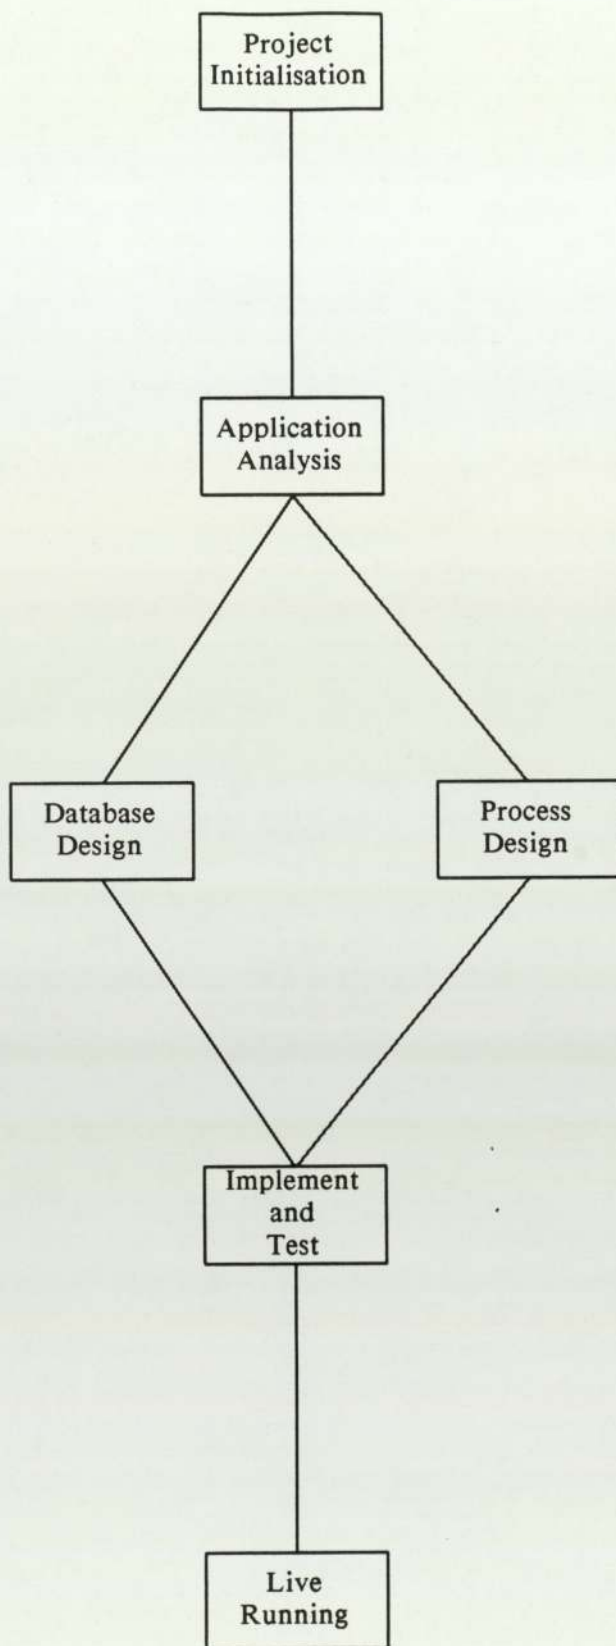 Project
Initialisation
Application
Analysis
Database
Design
Process
Design
Implement
and
Test
Live
Running